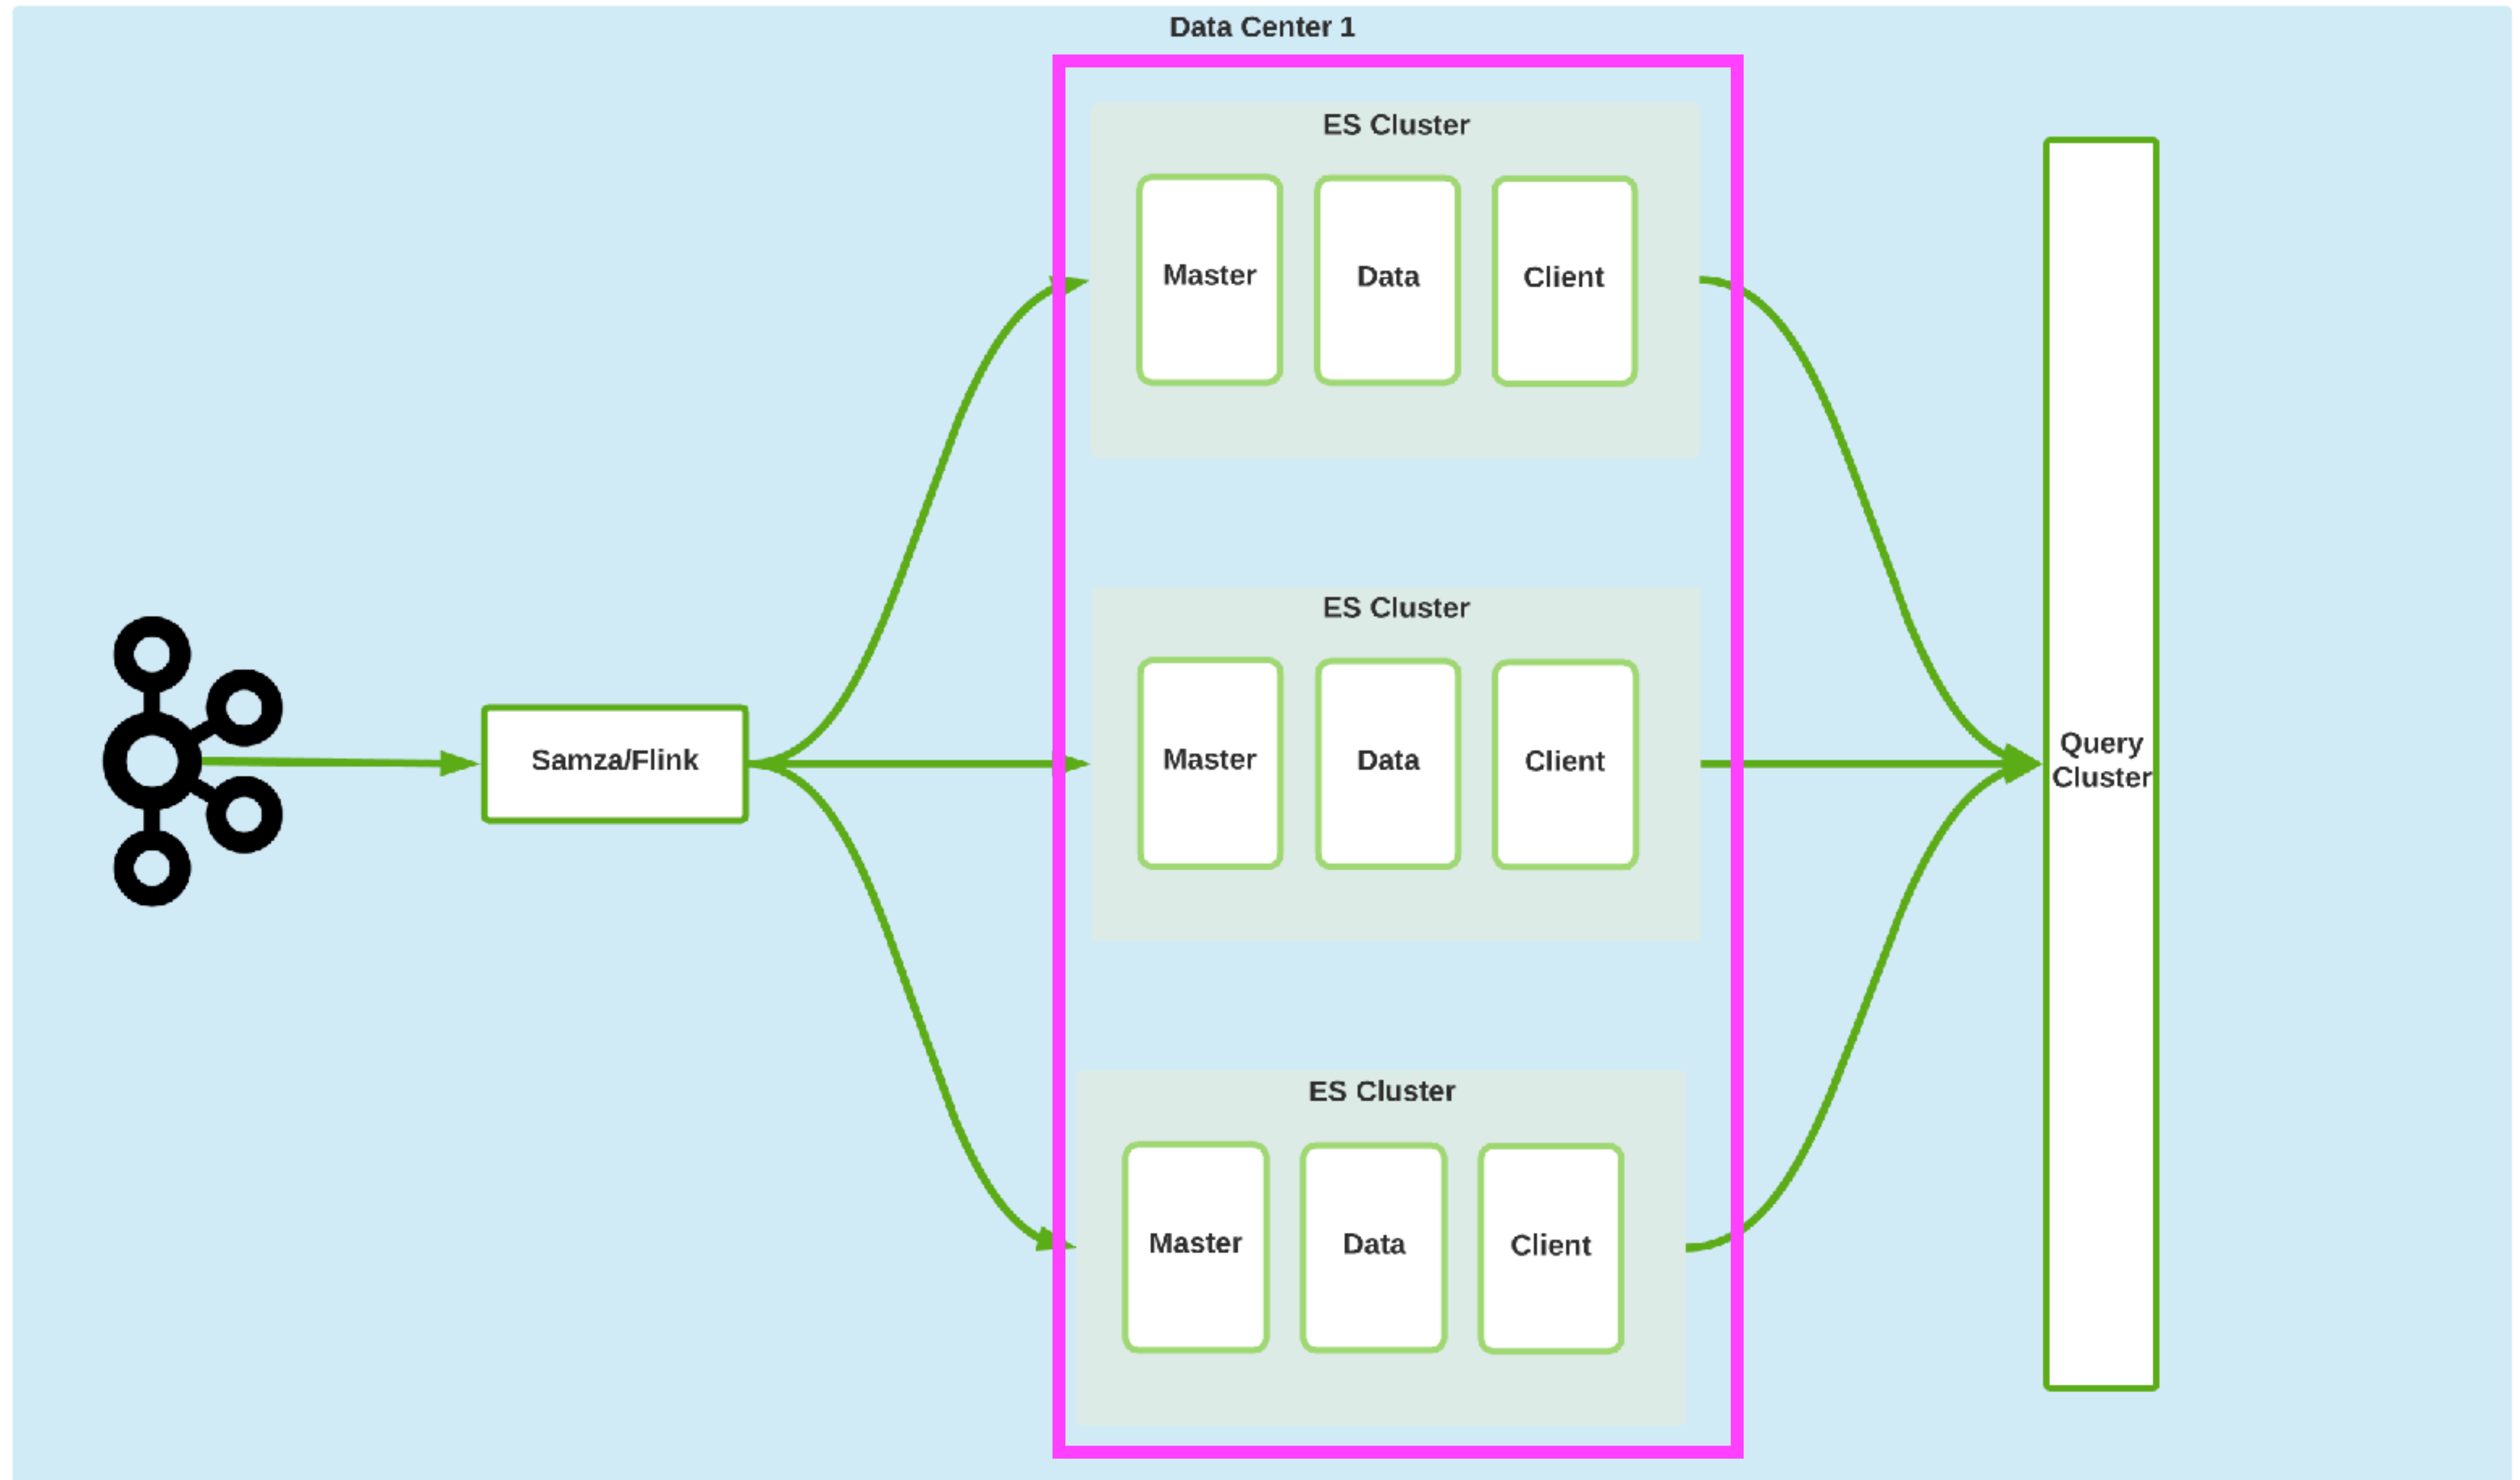 Data Center 1
ES Cluster
Master
Data
Client
ES Cluster
Samza/Flink
Master
Data
Client
Query
Cluster
ES Cluster
Master
Data
Client